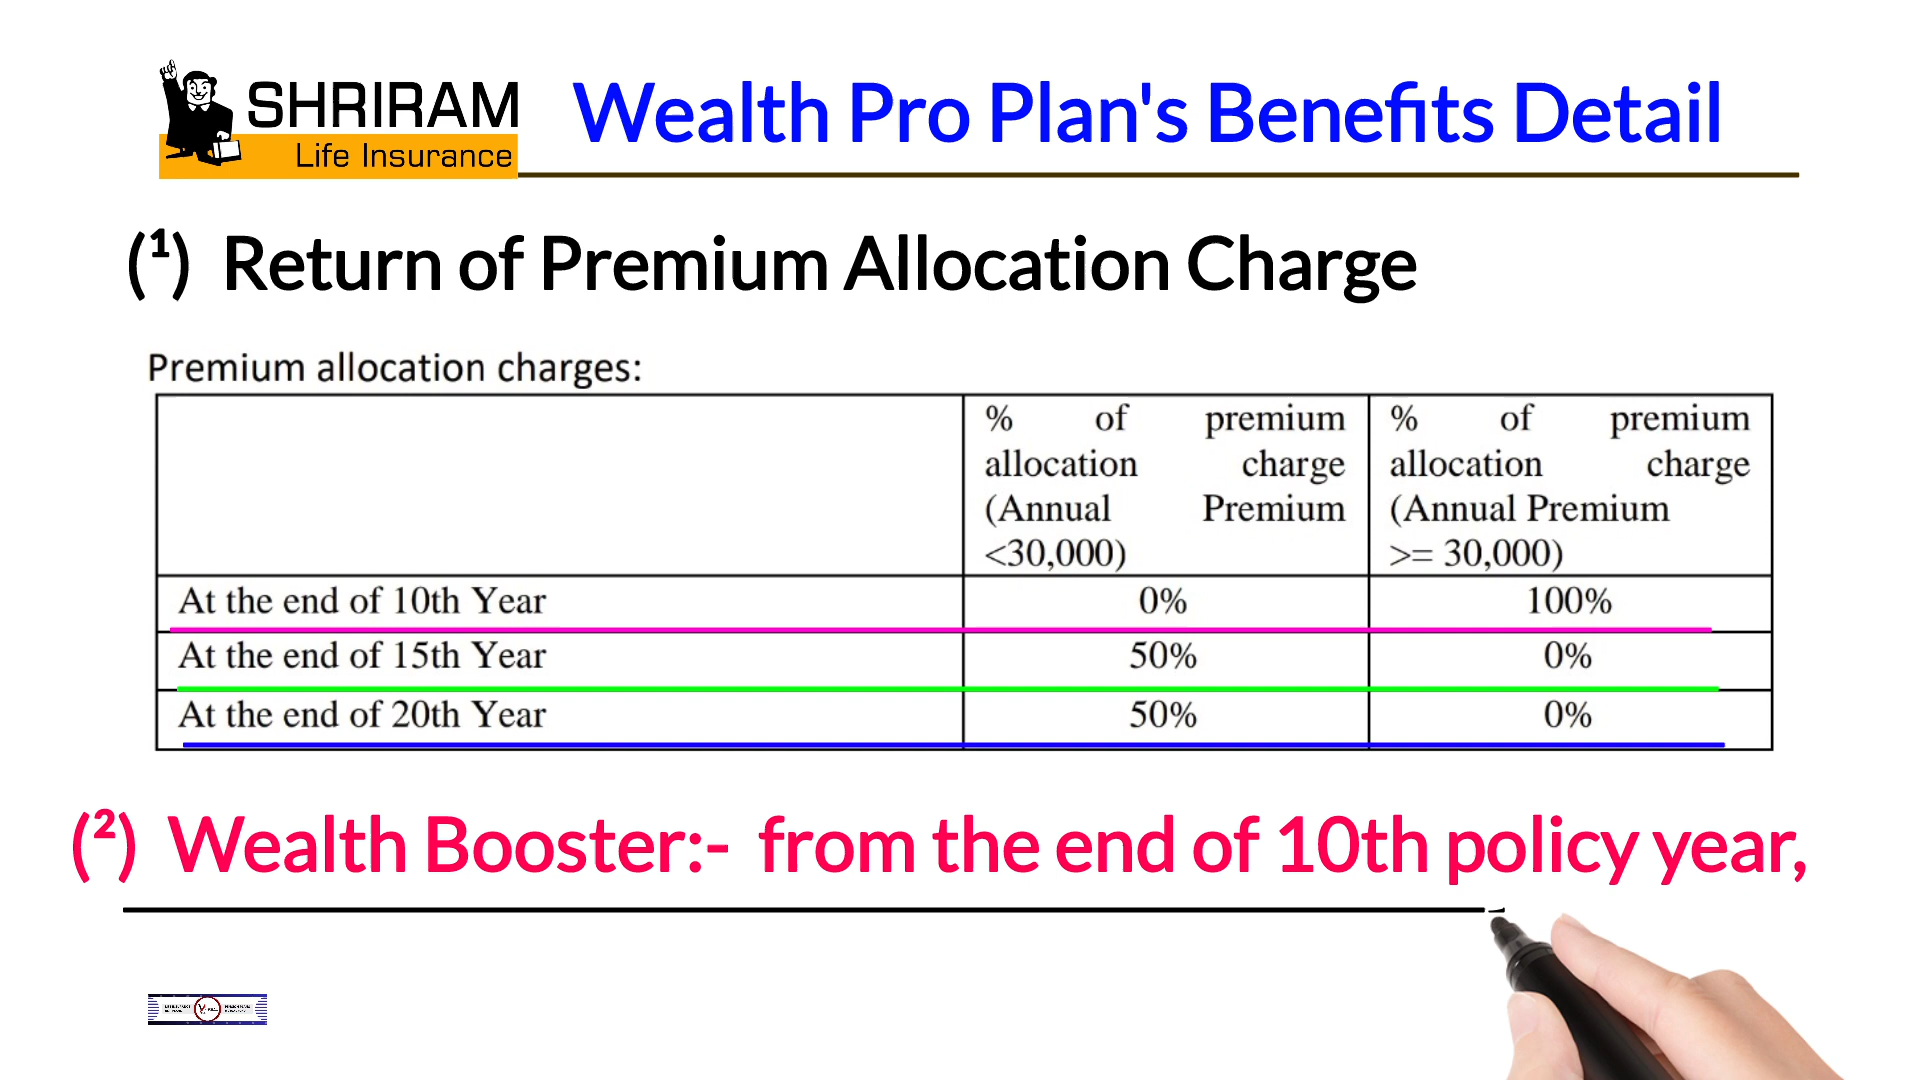 SHRIRAM
Life Insurance
Wealth Pro Plan's Benefits Detail
(¹) Return of Premium Allocation Charge
Premium allocation charges:
% of premium
allocation charge
(Annual Premium
<30,000)
% of premium
allocation charge
(Annual Premium
>= 30,000)
At the end of 10th Year 0% 100%
At the end of 15th Year 50% 0%
At the end of 20th Year 50% 0%
(²) Wealth Booster:- from the end of 10th policy year,